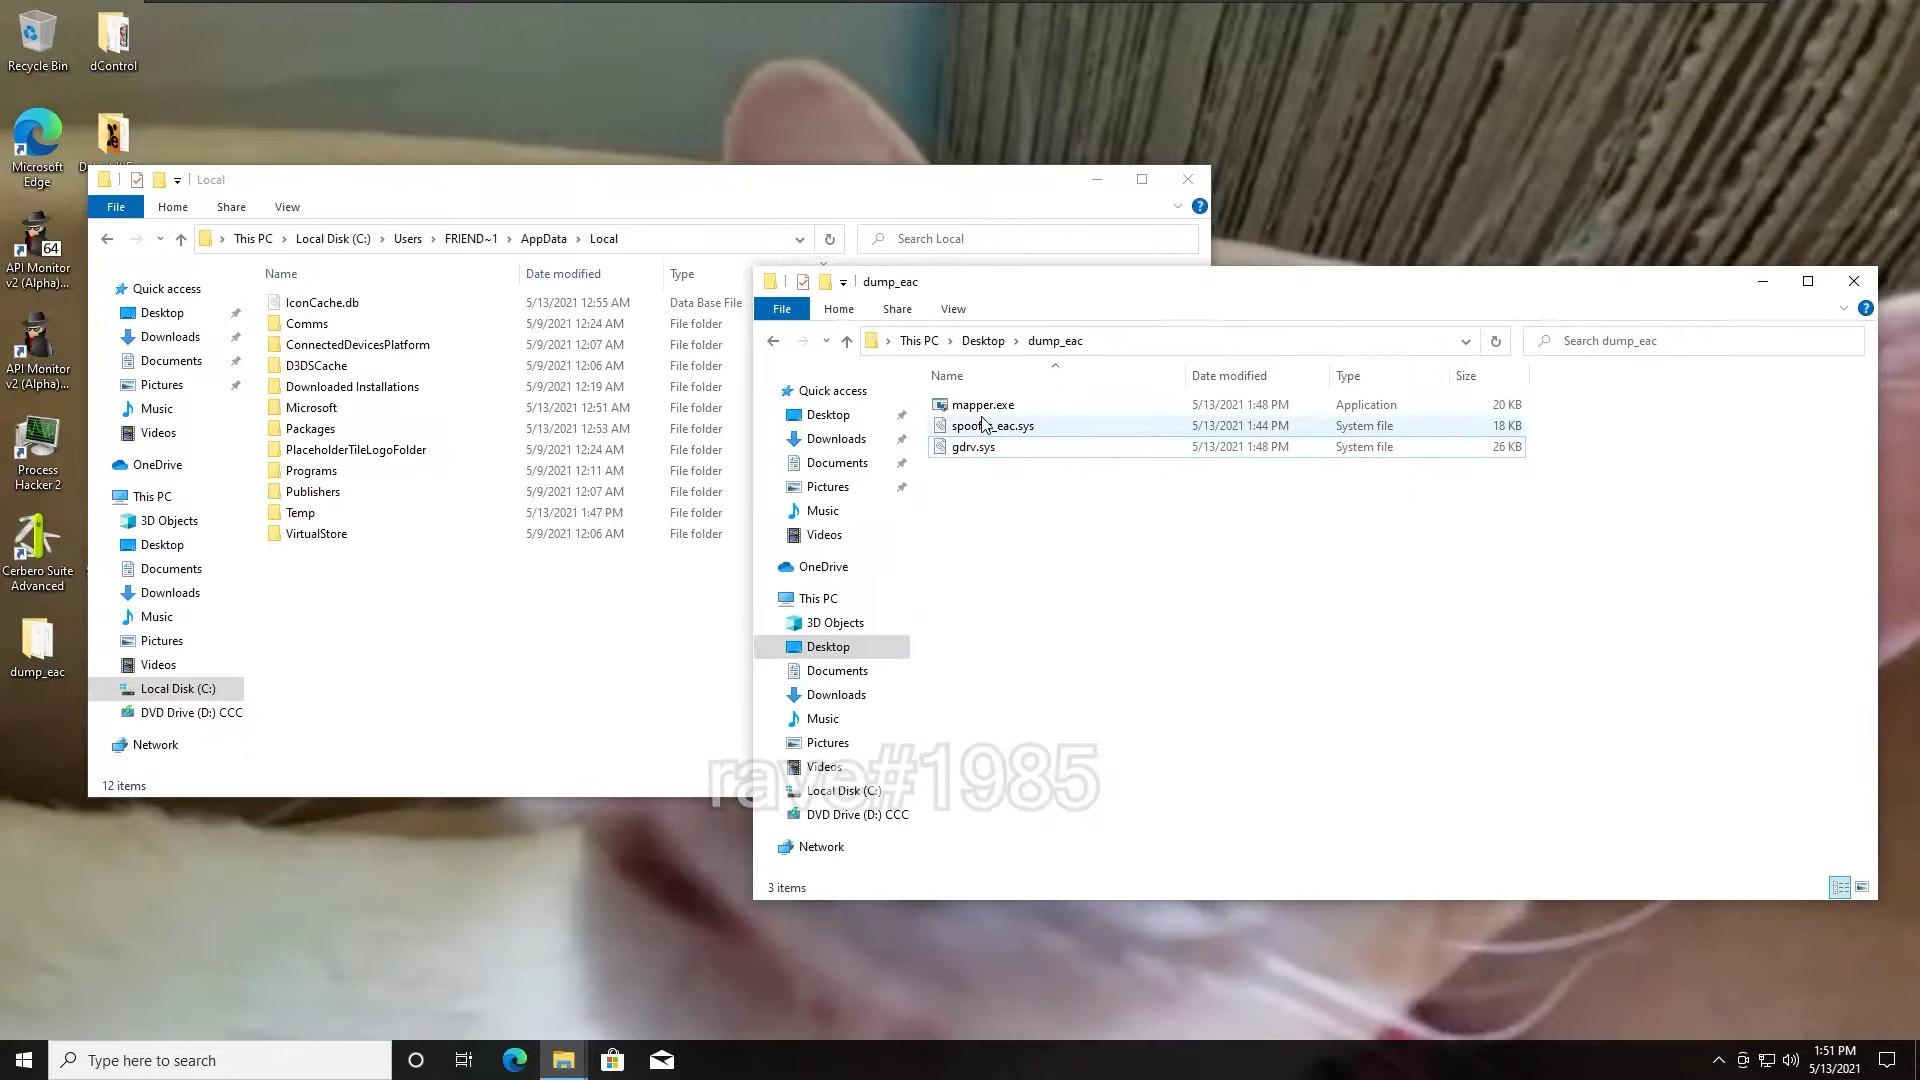 Recycle Bin
dControl
Microsoft Edge
64
API Monitor v2 (Alpha)...
API Monitor v2 (Alpha)...
Process Hacker 2
Cerbero Suite Advanced
dump_eac
Local
File Home Share View
This PC > Local Disk (C:) > Users > FRIEND~1 > AppData > Local
Search Local
Name Date modified Type
IconCache.db 5/13/2021 12:55 AM Data Base File
Comms 5/9/2021 12:24 AM File folder
ConnectedDevicesPlatform 5/9/2021 12:07 AM File folder
D3DSCache 5/9/2021 12:06 AM File folder
Downloaded Installations 5/9/2021 12:19 AM File folder
Microsoft 5/13/2021 12:51 AM File folder
Packages 5/13/2021 12:53 AM File folder
PlaceholderTileLogoFolder 5/9/2021 12:24 AM File folder
Programs 5/9/2021 12:11 AM File folder
Publishers 5/9/2021 12:07 AM File folder
Temp 5/13/2021 1:47 PM File folder
VirtualStore 5/9/2021 12:06 AM File folder
Quick access
Desktop
Downloads
Documents
Pictures
Music
Videos
OneDrive
This PC
3D Objects
Desktop
Documents
Downloads
Music
Pictures
Videos
Local Disk (C:)
DVD Drive (D:) CCC
Network
12 items
dump_eac
File Home Share View
This PC > Desktop > dump_eac
Search dump_eac
Name Date modified Type Size
mapper.exe 5/13/2021 1:48 PM Application 20 KB
_eac.sys 5/13/2021 1:44 PM System file 18 KB
gdrv.sys 5/13/2021 1:48 PM System file 26 KB
Quick access
Desktop
Downloads
Documents
Pictures
Music
Videos
OneDrive
This PC
3D Objects
Desktop
Documents
Downloads
Music
Pictures
Videos
Local Disk (C:)
DVD Drive (D:) CCC
Network
3 items
rave#1985
Type here to search
1:51 PM
5/13/2021